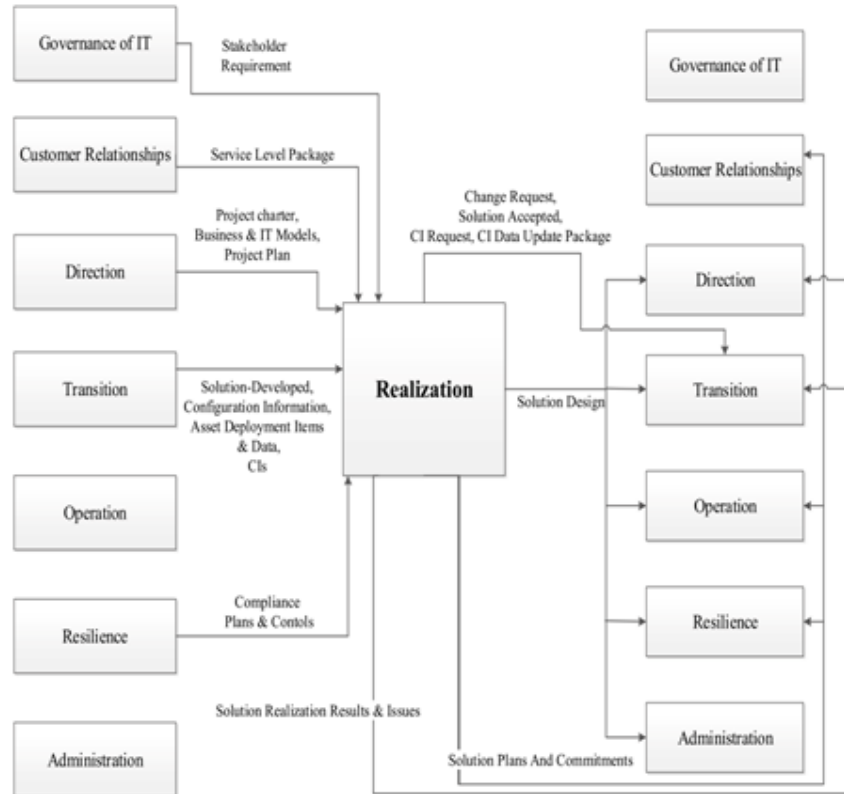 Governance of IT
Stakeholder
Requirement
Governance of IT
Customer Relationships
Service Level Package
Customer Relationships
Change Request,
Solution Accepted,
CI Request, CI Data Update Package
Project charter,
Business & IT Models,
Project Plan
Direction
Direction
Transition
Solution-Developed,
Configuration Information,
Asset Deployment Items
& Data,
CIs
Realization
Solution Design
Transition
Operation
Operation
Compliance
Plans & Contols
Resilience
Resilience
Solution Realization Results & Issues
Administration
Solution Plans And Commitments
Administration